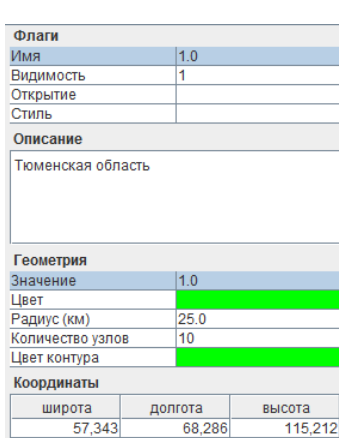 Флаги
Имя 1.0
Видимость 1
Открытие
Стиль
Описание
Тюменская область
Геометрия
Значение 1.0
Цвет
Радиус (км) 25.0
Количество узлов 10
Цвет контура
Координаты
широта долгота высота
57,343 68,286 115,212